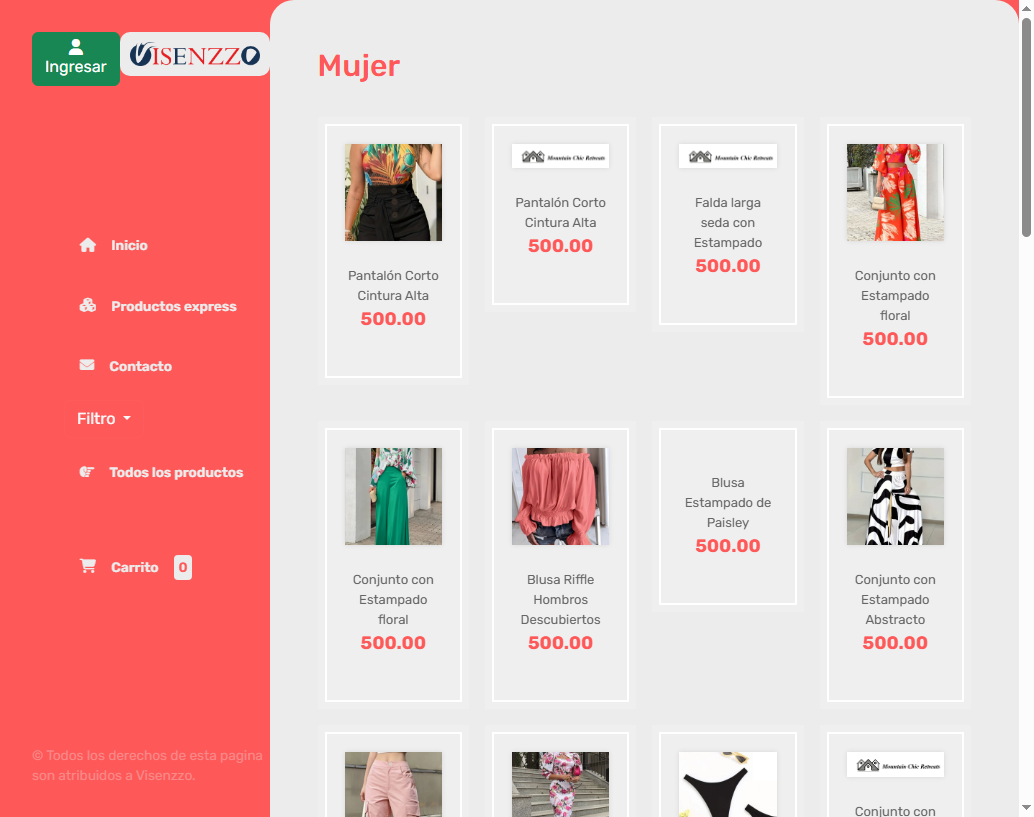 Ingresar
VISENZZO
Mujer
Inicio
Productos express
Contacto
Filtro
Todos los productos
Carrito 0
© Todos los derechos de esta pagina
son atribuidos a Visenzzo.
Pantalón Corto
Cintura Alta
500.00
Mountain Chic Retreats
Pantalón Corto
Cintura Alta
500.00
Mountain Chic Retreats
Falda larga
seda con
Estampado
500.00
Conjunto con
Estampado
floral
500.00
Conjunto con
Estampado
floral
500.00
Blusa Riffle
Hombros
Descubiertos
500.00
Blusa
Estampado de
Paisley
500.00
Conjunto con
Estampado
Abstracto
500.00
Mountain Chic Retreats
Conjunto con